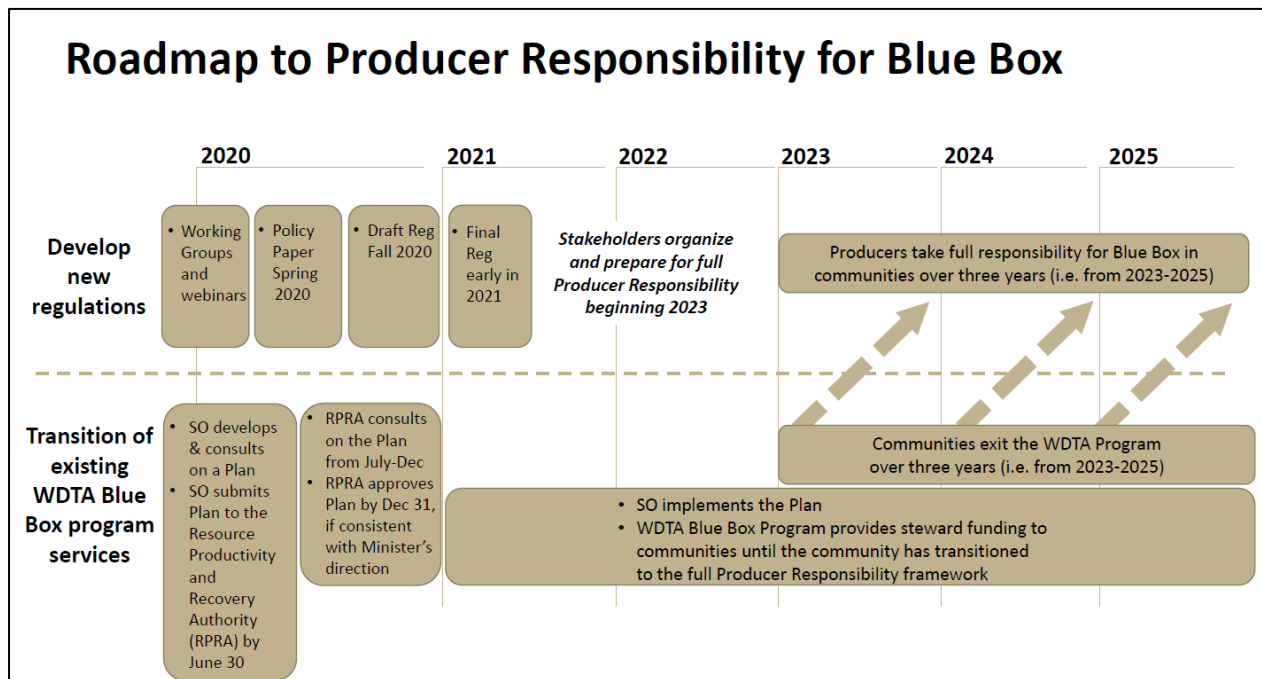 Roadmap to Producer Responsibility for Blue Box
2020
2021
2022
2023
2024
2025
Develop
new
regulations
• Working
Groups and
webinars
• Policy
Paper
Spring
2020
• Draft Reg
Fall 2020
• Final
Reg
early in
2021
Stakeholders organize
and prepare for full
Producer Responsibility
beginning 2023
Producers take full responsibility for Blue Box in
communities over three years (i.e. from 2023-2025)
Transition of
existing
WDTA Blue
Box program
services
• SO develops
& consults
on a Plan
• SO submits
Plan to the
Resource
Productivity
and
Recovery
Authority
(RPRA) by
June 30
• RPRA consults
on the Plan
from July-Dec
• RPRA approves
Plan by Dec 31,
if consistent
with Minister’s
direction
Communities exit the WDTA Program
over three years (i.e. from 2023-2025)
• SO implements the Plan
• WDTA Blue Box Program provides steward funding to
communities until the community has transitioned
to the full Producer Responsibility framework